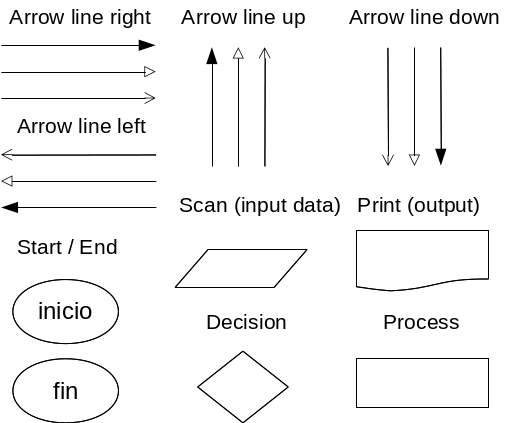 Arrow line right
Arrow line up
Arrow line down
Arrow line left
Scan (input data)
Print (output)
Start / End
inicio
Decision
Process
fin